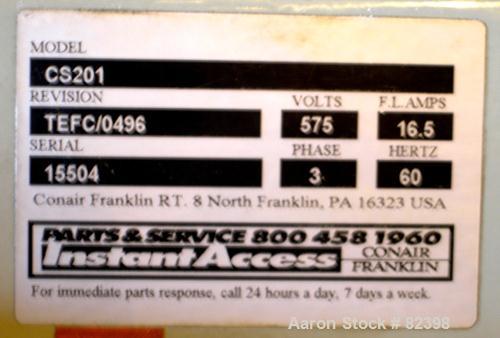 MODEL
CS201
REVISION VOLTS F.L. AMPS
TEFC/0496 575 16.5
SERIAL PHASE HERTZ
15504 3 60
Conair Franklin RT. 8 North Franklin, PA 16323 USA
PARTS & SERVICE 800 458 1960
Instant Access CONAIR
FRANKLIN
For immediate parts response, call 24 hours a day, 7 days a week.
Aaron Stock # 82398